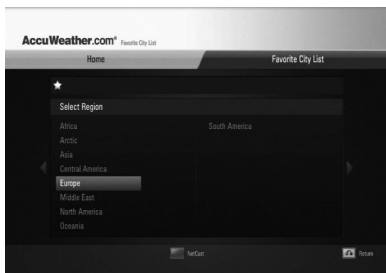 AccuWeather.com® Favorite City List
Home Favorite City List
Select Region
Africa South America
Arctic
Asia
Central America
Europe
Middle East
North America
Oceania
NetCast Return